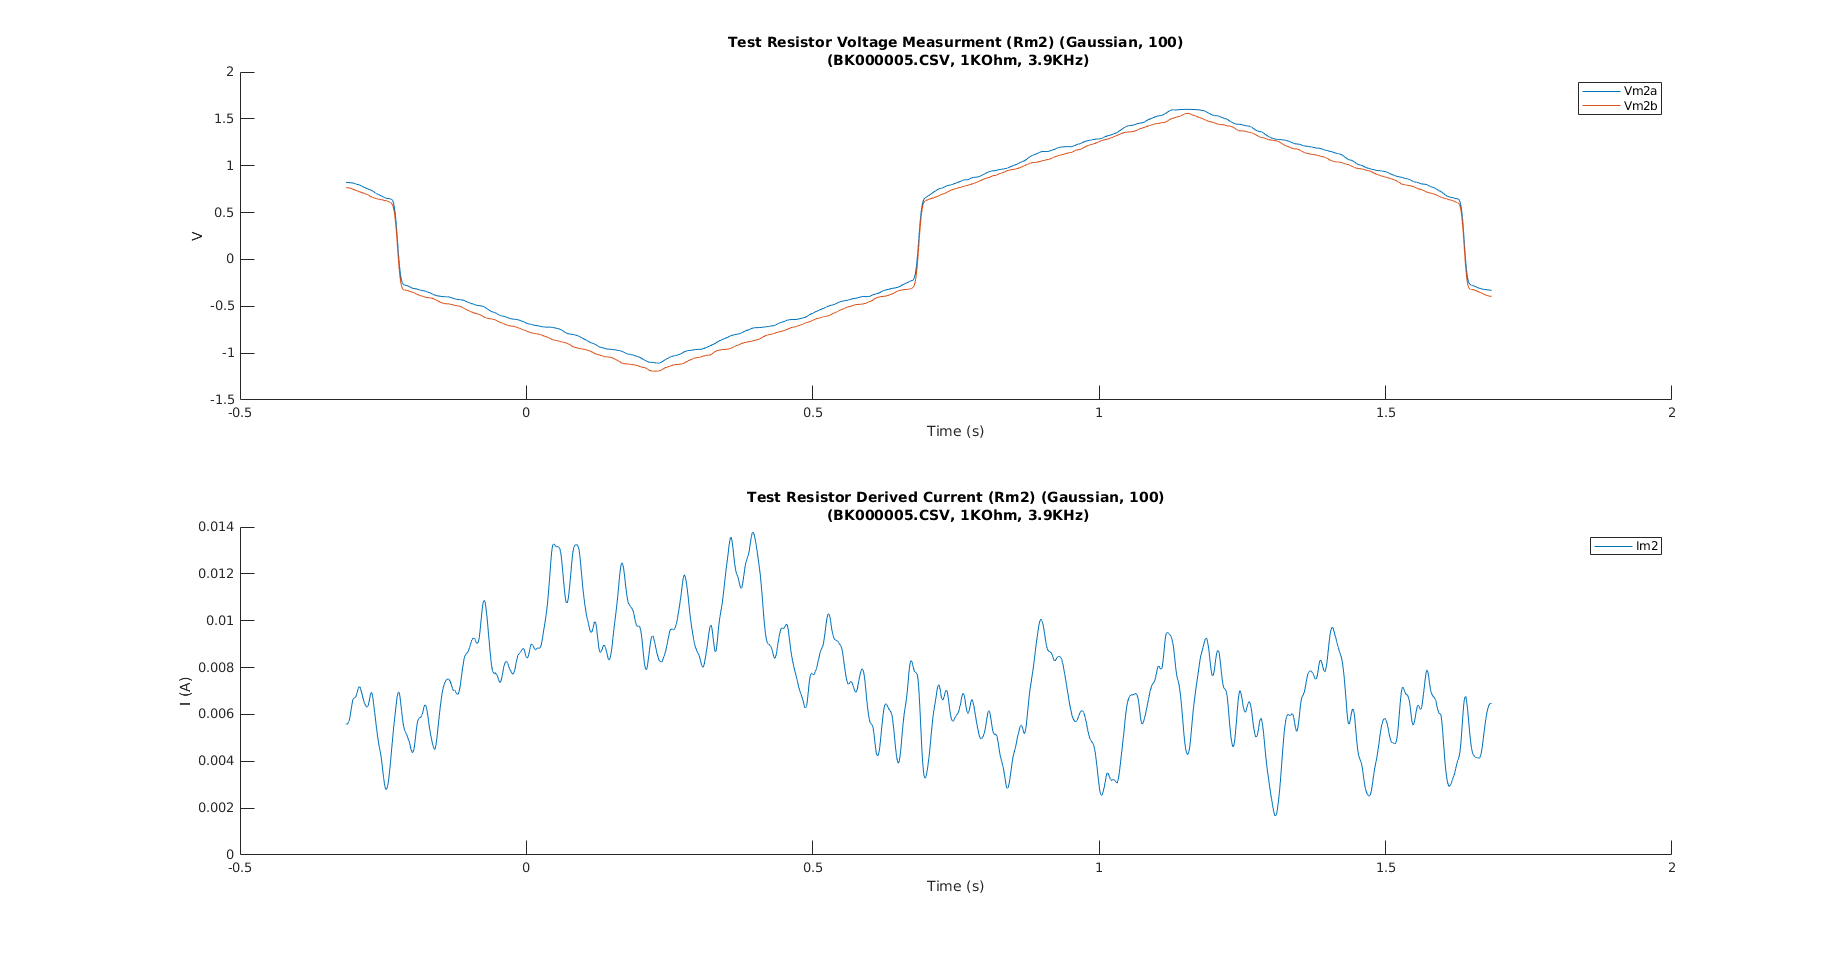 Test Resistor Voltage Measurment (Rm2) (Gaussian, 100)
(BK000005.CSV, 1KOhm, 3.9KHz)
2
1.5
1
0.5
0
-0.5
-1
-1.5
V
-0.5 0 0.5 1 1.5 2
Time (s)
Vm2a
Vm2b
Test Resistor Derived Current (Rm2) (Gaussian, 100)
(BK000005.CSV, 1KOhm, 3.9KHz)
0.014
0.012
0.01
0.008
0.006
0.004
0.002
0
I (A)
-0.5 0 0.5 1 1.5 2
Time (s)
Im2